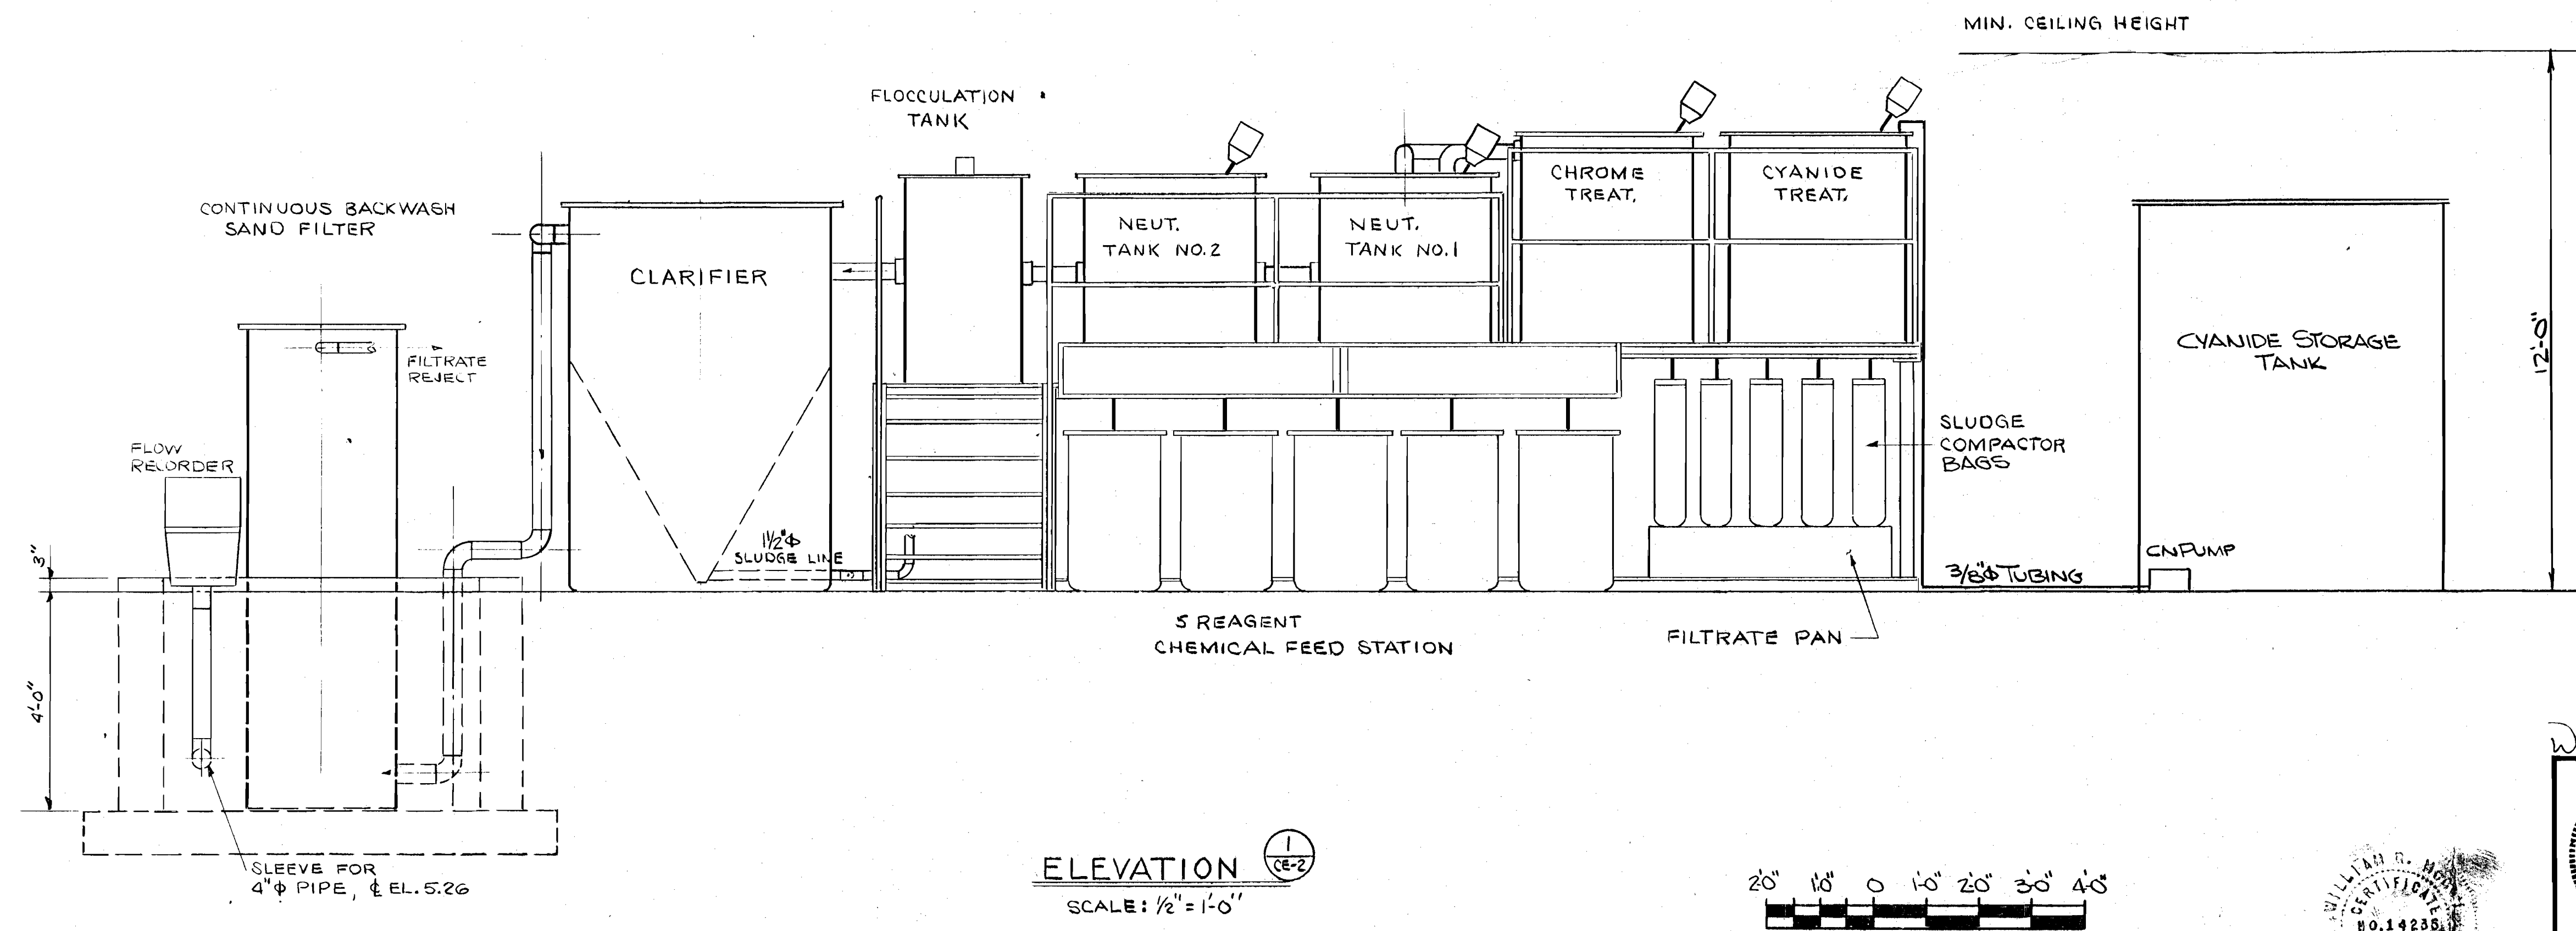 MIN. CEILING HEIGHT
12'-0"
FLOCCULATION
TANK
CONTINUOUS BACKWASH
SAND FILTER
CLARIFIER
NEUT.
TANK NO.2
NEUT.
TANK NO.1
CHROME
TREAT.
CYANIDE
TREAT.
CYANIDE STORAGE
TANK
FILTRATE
REJECT
FLOW
RECORDER
SLUDGE
COMPACTOR
BAGS
1½"φ
SLUDGE LINE
CN PUMP
3/8"φ TUBING
3"
4'-0"
5 REAGENT
CHEMICAL FEED STATION
FILTRATE PAN
SLEEVE FOR
4"φ PIPE, ℄ EL. 5.26
ELEVATION
1
CE-2
SCALE: ½" = 1'-0"
2'0" 1'0" 0 1'-0" 2'0" 3'0" 4'0"
WILLIAM R.
CERTIFICATE
NO. 14236